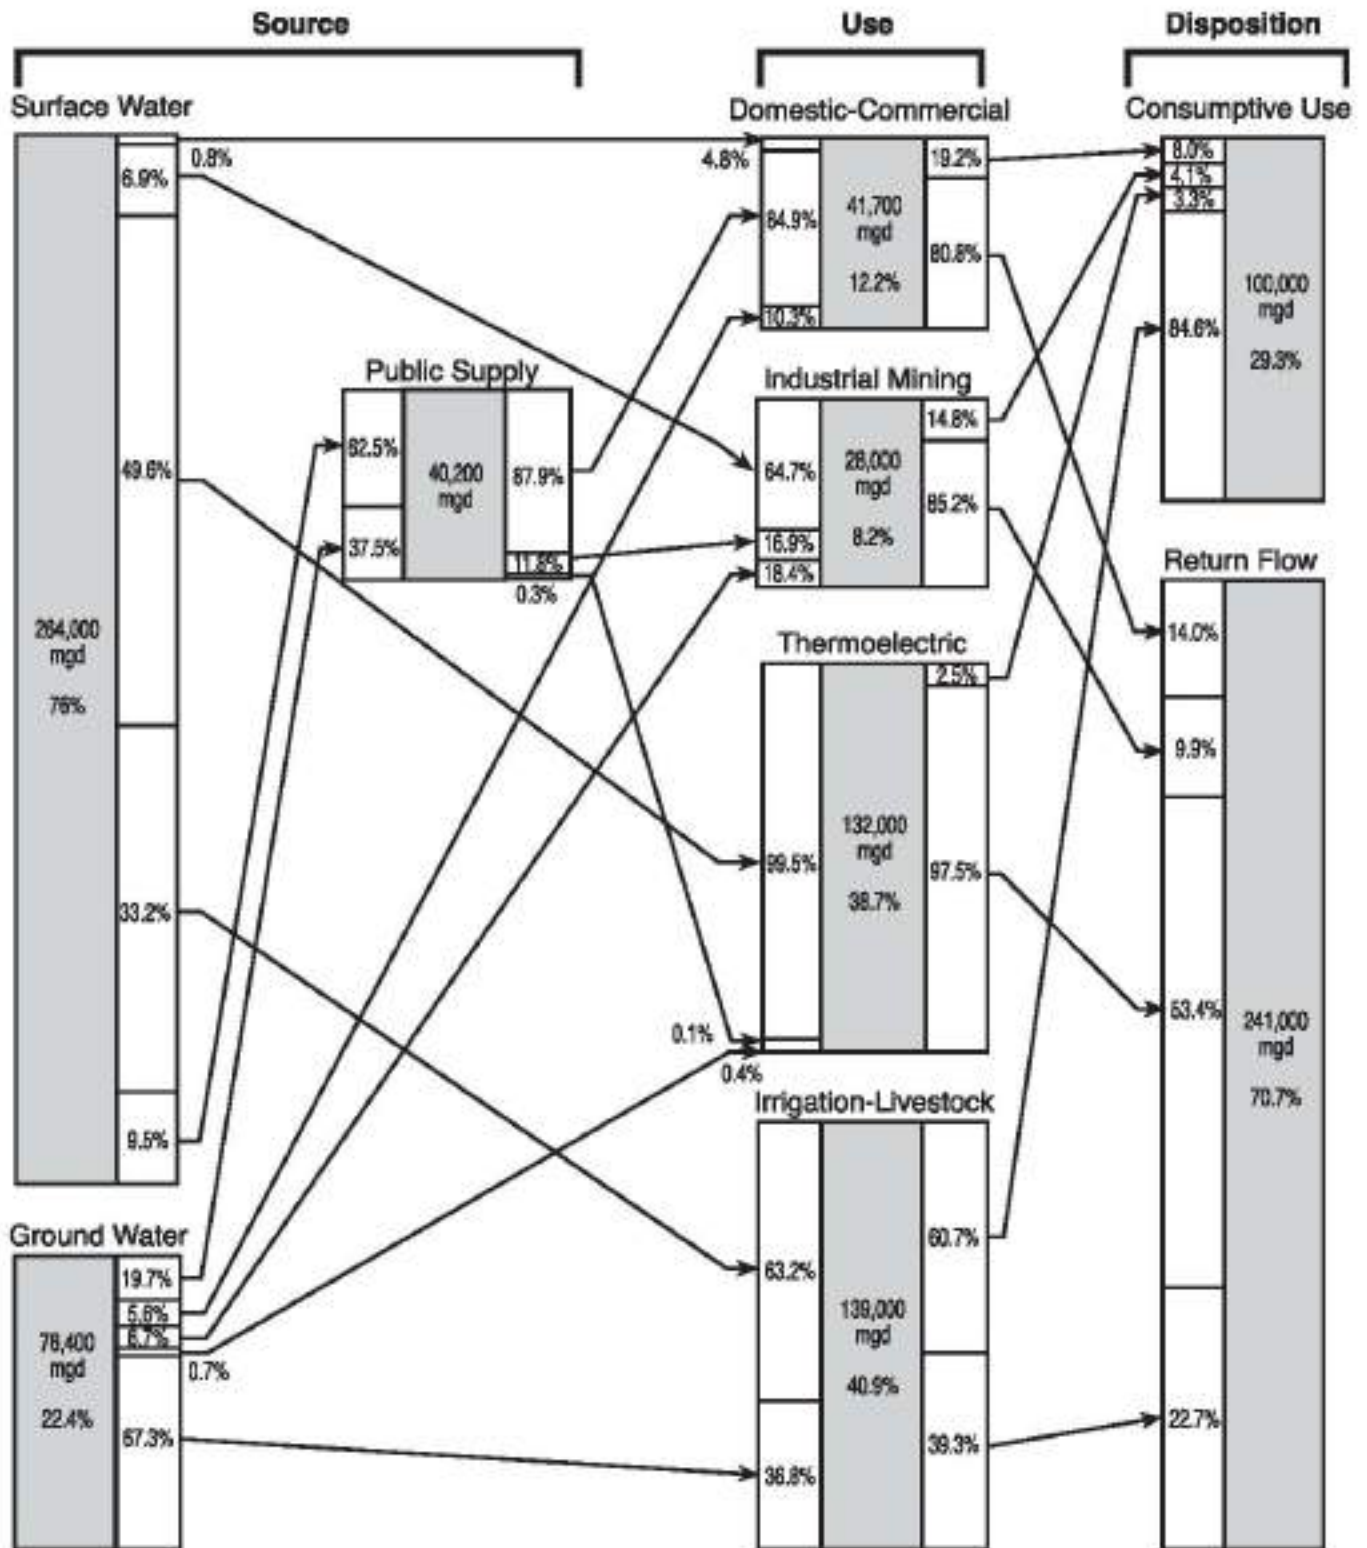 Source
Use
Disposition
Surface Water
0.8%
6.9%
49.6%
264,000
mgd
76%
33.2%
9.5%
Ground Water
19.7%
5.6%
6.7%
0.7%
76,400
mgd
22.4%
67.3%
Public Supply
62.5%
37.5%
40,200
mgd
87.9%
11.8%
0.3%
Domestic-Commercial
4.8%
84.9%
10.3%
41,700
mgd
12.2%
19.2%
80.8%
Industrial Mining
64.7%
16.9%
18.4%
28,000
mgd
8.2%
14.8%
85.2%
Thermoelectric
99.5%
0.1%
0.4%
132,000
mgd
38.7%
2.5%
97.5%
Irrigation-Livestock
63.2%
36.8%
139,000
mgd
40.9%
60.7%
39.3%
Consumptive Use
8.0%
4.1%
3.3%
84.6%
100,000
mgd
29.3%
Return Flow
14.0%
9.9%
53.4%
22.7%
241,000
mgd
70.7%